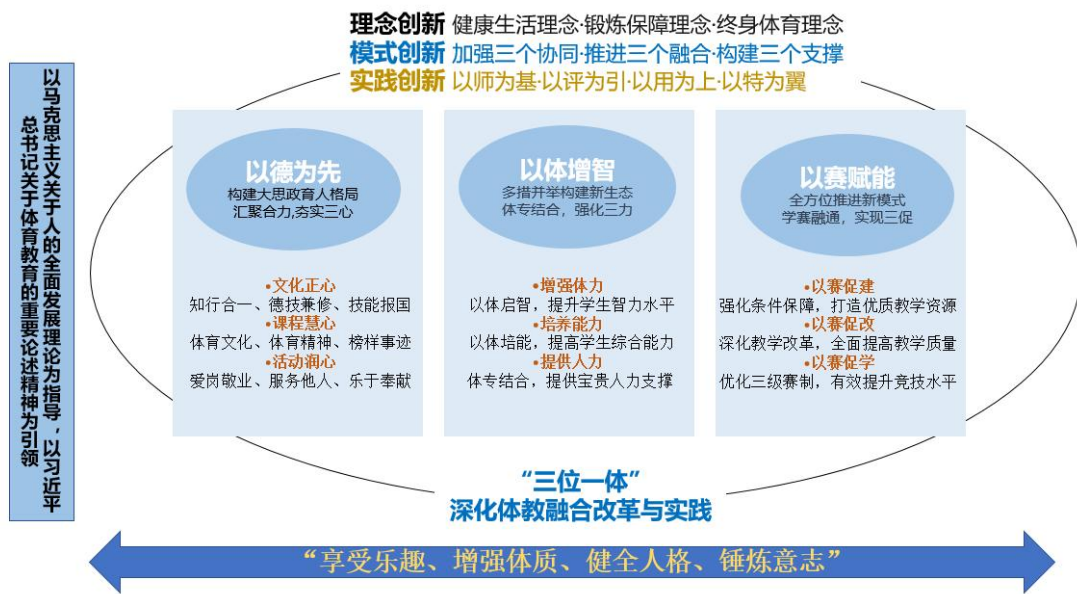 理念创新 健康生活理念·锻炼保障理念·终身体育理念
模式创新 加强三个协同·推进三个融合·构建三个支撑
实践创新 以师为基·以评为引·以用为上·以特为翼
以马克思主义关于人的全面发展理论为指导，以习近平
总书记关于体育教育的重要论述精神为引领
以德为先
构建大思政育人格局
汇聚合力,夯实三心
•文化正心
知行合一、德技兼修、技能报国
•课程慧心
体育文化、体育精神、榜样事迹
•活动润心
爱岗敬业、服务他人、乐于奉献
以体增智
多措并举构建新生态
体专结合，强化三力
•增强体力
以体启智，提升学生智力水平
•培养能力
以体培能，提高学生综合能力
•提供人力
体专结合，提供宝贵人力支撑
以赛赋能
全方位推进新模式
学赛融通，实现三促
•以赛促建
强化条件保障，打造优质教学资源
•以赛促改
深化教学改革，全面提高教学质量
•以赛促学
优化三级赛制，有效提升竞技水平
“三位一体”
深化体教融合改革与实践
“享受乐趣、增强体质、健全人格、锤炼意志”